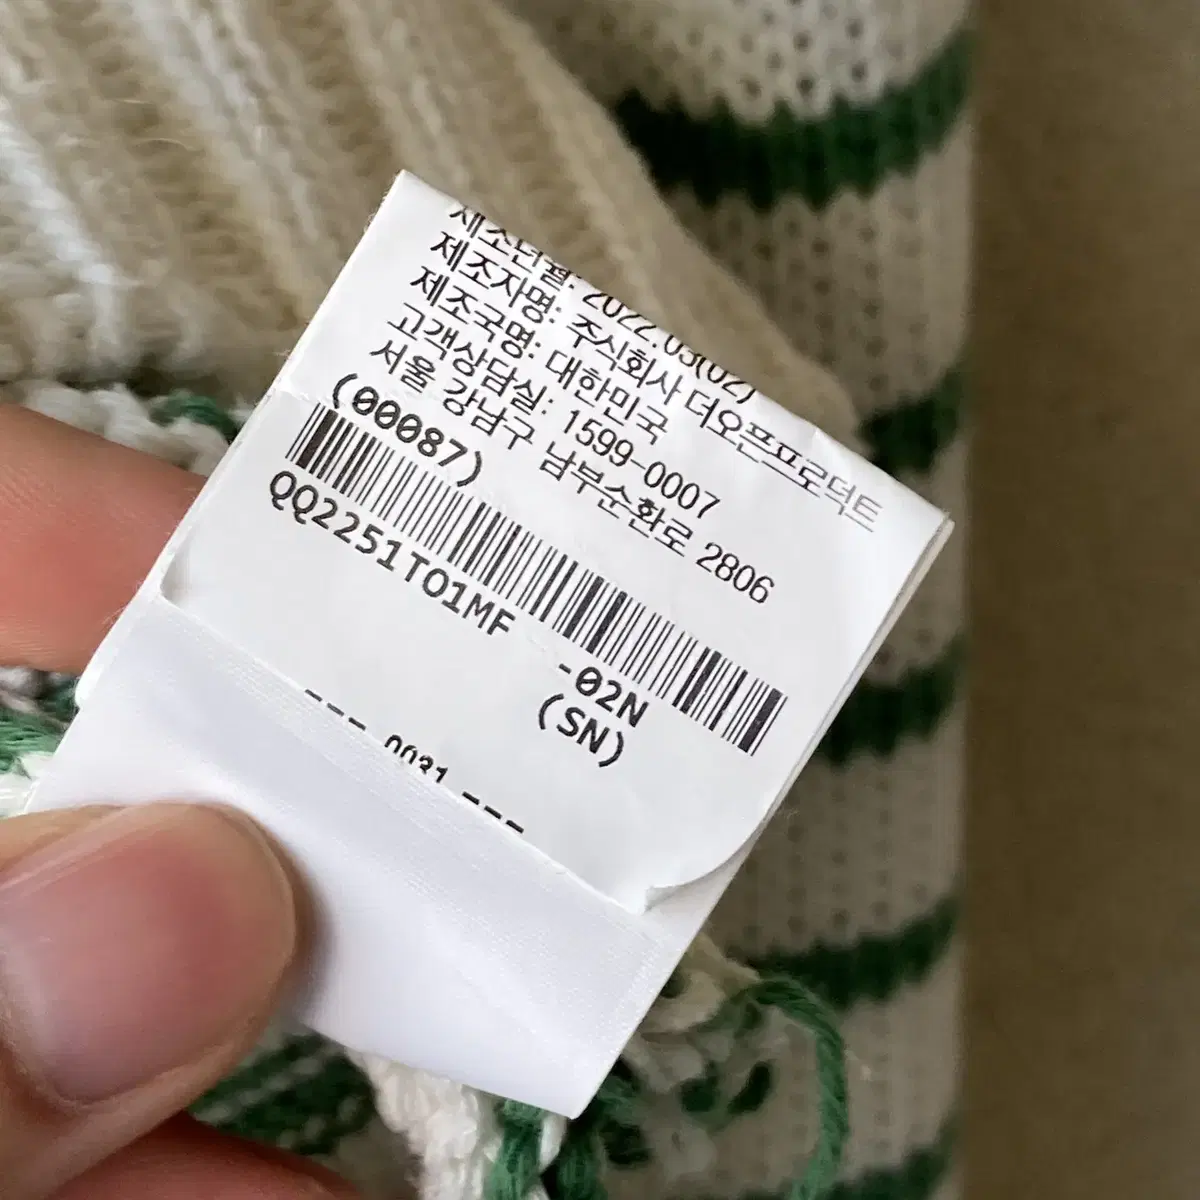 제조년월: 2022.03(02)
제조자명: 주식회사 더오픈프로덕트
제조국명: 대한민국
고객상담실: 1599-0007
서울 강남구 남부순환로 2806
(00087)
QQ2251TO1MF -02N
(SN)
--- 0031 ---